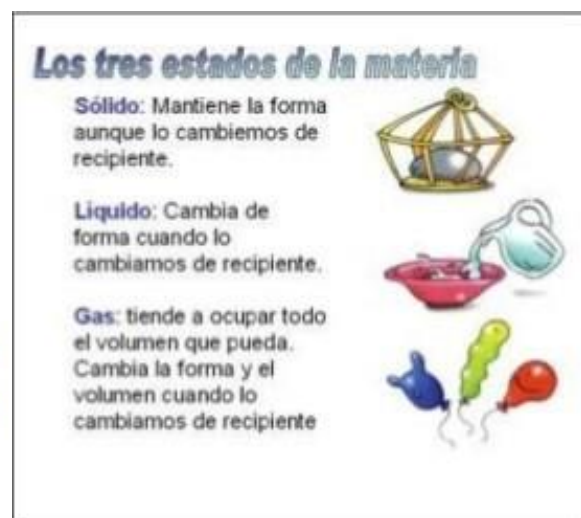 Los tres estados de la materia
Sólido: Mantiene la forma
aunque lo cambiemos de
recipiente.
Liquido: Cambia de
forma cuando lo
cambiamos de recipiente.
Gas: tiende a ocupar todo
el volumen que pueda.
Cambia la forma y el
volumen cuando lo
cambiamos de recipiente